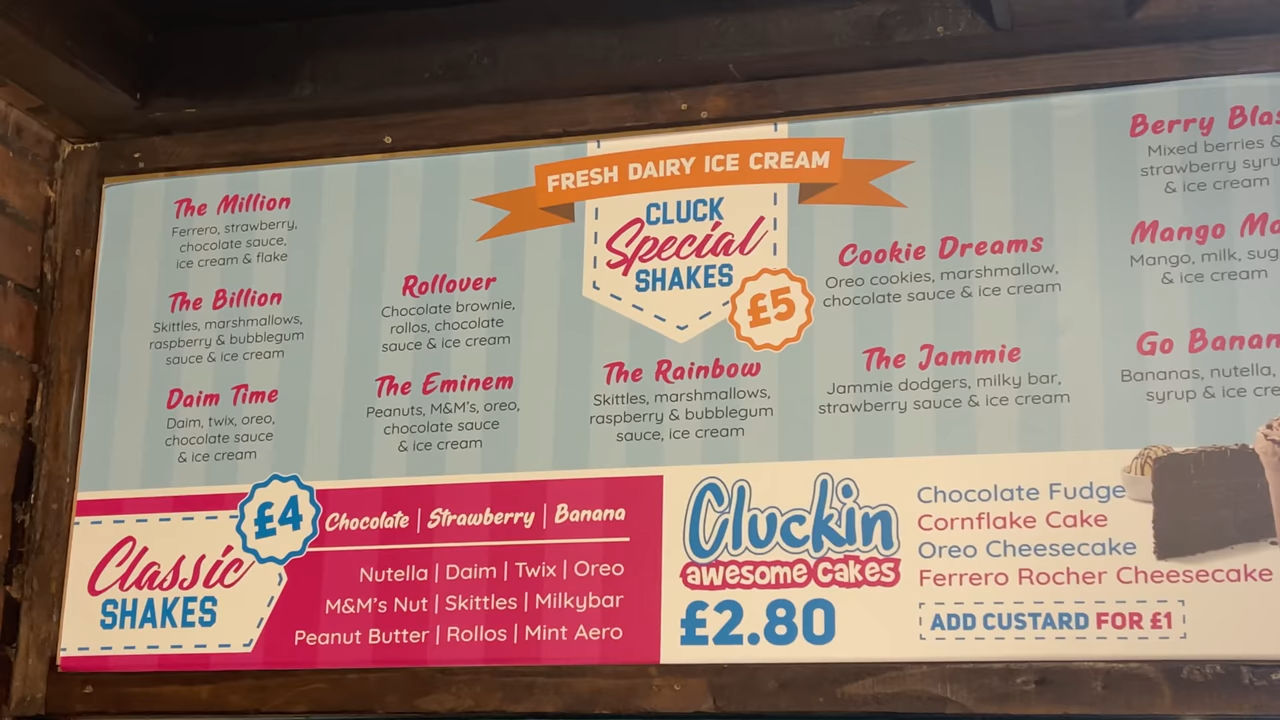 FRESH DAIRY ICE CREAM
CLUCK
Special
SHAKES
£5
The Million
Ferrero, strawberry,
chocolate sauce,
ice cream & flake
The Billion
Skittles, marshmallows,
raspberry & bubblegum
sauce & ice cream
Daim Time
Daim, twix, oreo,
chocolate sauce
& ice cream
Rollover
Chocolate brownie,
rollos, chocolate
sauce & ice cream
The Eminem
Peanuts, M&M's, oreo,
chocolate sauce
& ice cream
The Rainbow
Skittles, marshmallows,
raspberry & bubblegum
sauce, ice cream
Cookie Dreams
Oreo cookies, marshmallow,
chocolate sauce & ice cream
The Jammie
Jammie dodgers, milky bar,
strawberry sauce & ice cream
Berry
Mixed berries &
strawberry
& ice cream
Mango
Mango, milk,
& ice cream
Go
Bananas, nutella,
syrup & ice
Classic
SHAKES
£4
Chocolate | Strawberry | Banana
Nutella | Daim | Twix | Oreo
M&M's Nut | Skittles | Milkybar
Peanut Butter | Rollos | Mint Aero
Cluckin
awesome cakes
£2.80
Chocolate Fudge
Cornflake Cake
Oreo Cheesecake
Ferrero Rocher Cheesecake
ADD CUSTARD FOR £1